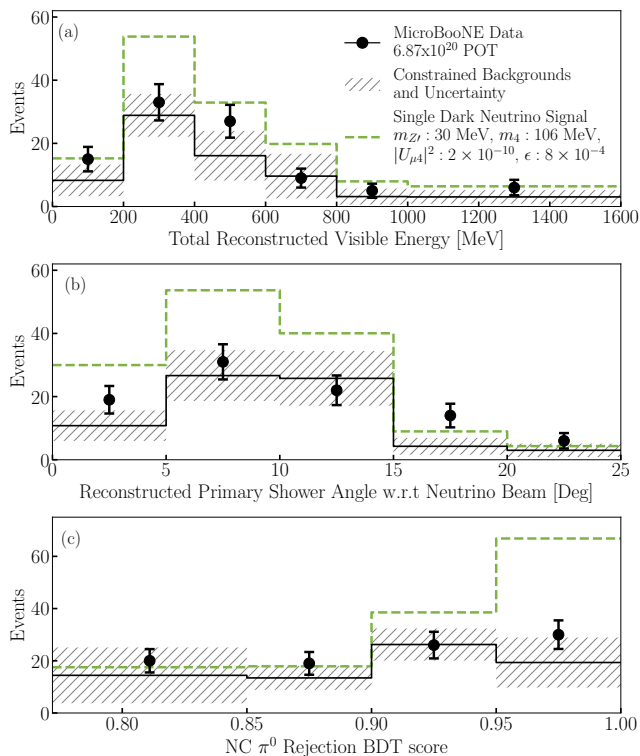 (a)
MicroBooNE Data
6.87x10²⁰ POT
Constrained Backgrounds
and Uncertainty
Single Dark Neutrino Signal
m_Z′ : 30 MeV, m₄ : 106 MeV,
|U_μ4|² : 2 × 10⁻¹⁰, ϵ : 8 × 10⁻⁴
Events
60
40
20
0
0 200 400 600 800 1000 1200 1400 1600
Total Reconstructed Visible Energy [MeV]
(b)
Events
60
40
20
0
0 5 10 15 20 25
Reconstructed Primary Shower Angle w.r.t Neutrino Beam [Deg]
(c)
Events
60
40
20
0
0.80 0.85 0.90 0.95 1.00
NC π⁰ Rejection BDT score